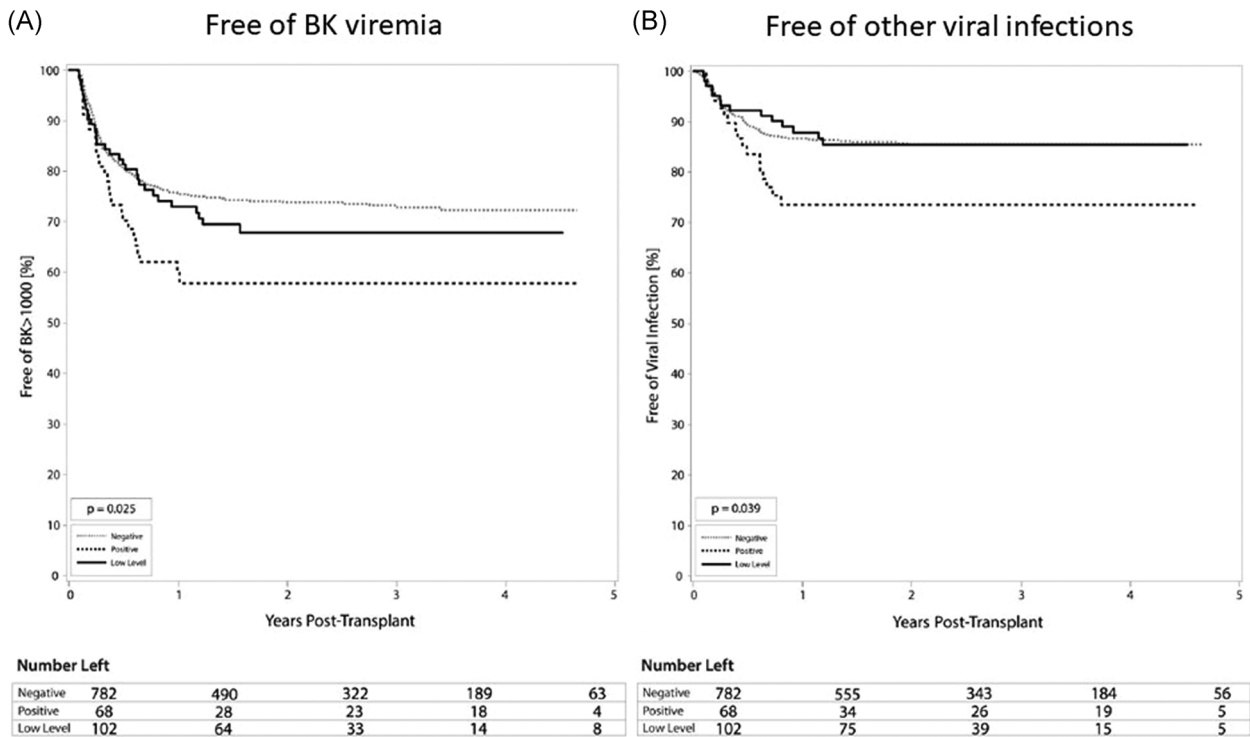 (A)
Free of BK viremia
100
90
80
70
60
50
40
30
20
10
0
Free of BK>1000 [%]
p = 0.025
Negative
Positive
Low Level
0 1 2 3 4 5
Years Post-Transplant
Number Left
Negative 782 490 322 189 63
Positive 68 28 23 18 4
Low Level 102 64 33 14 8
(B)
Free of other viral infections
100
90
80
70
60
50
40
30
20
10
0
Free of Viral Infection [%]
p = 0.039
Negative
Positive
Low Level
0 1 2 3 4 5
Years Post-Transplant
Number Left
Negative 782 555 343 184 56
Positive 68 34 26 19 5
Low Level 102 75 39 15 5